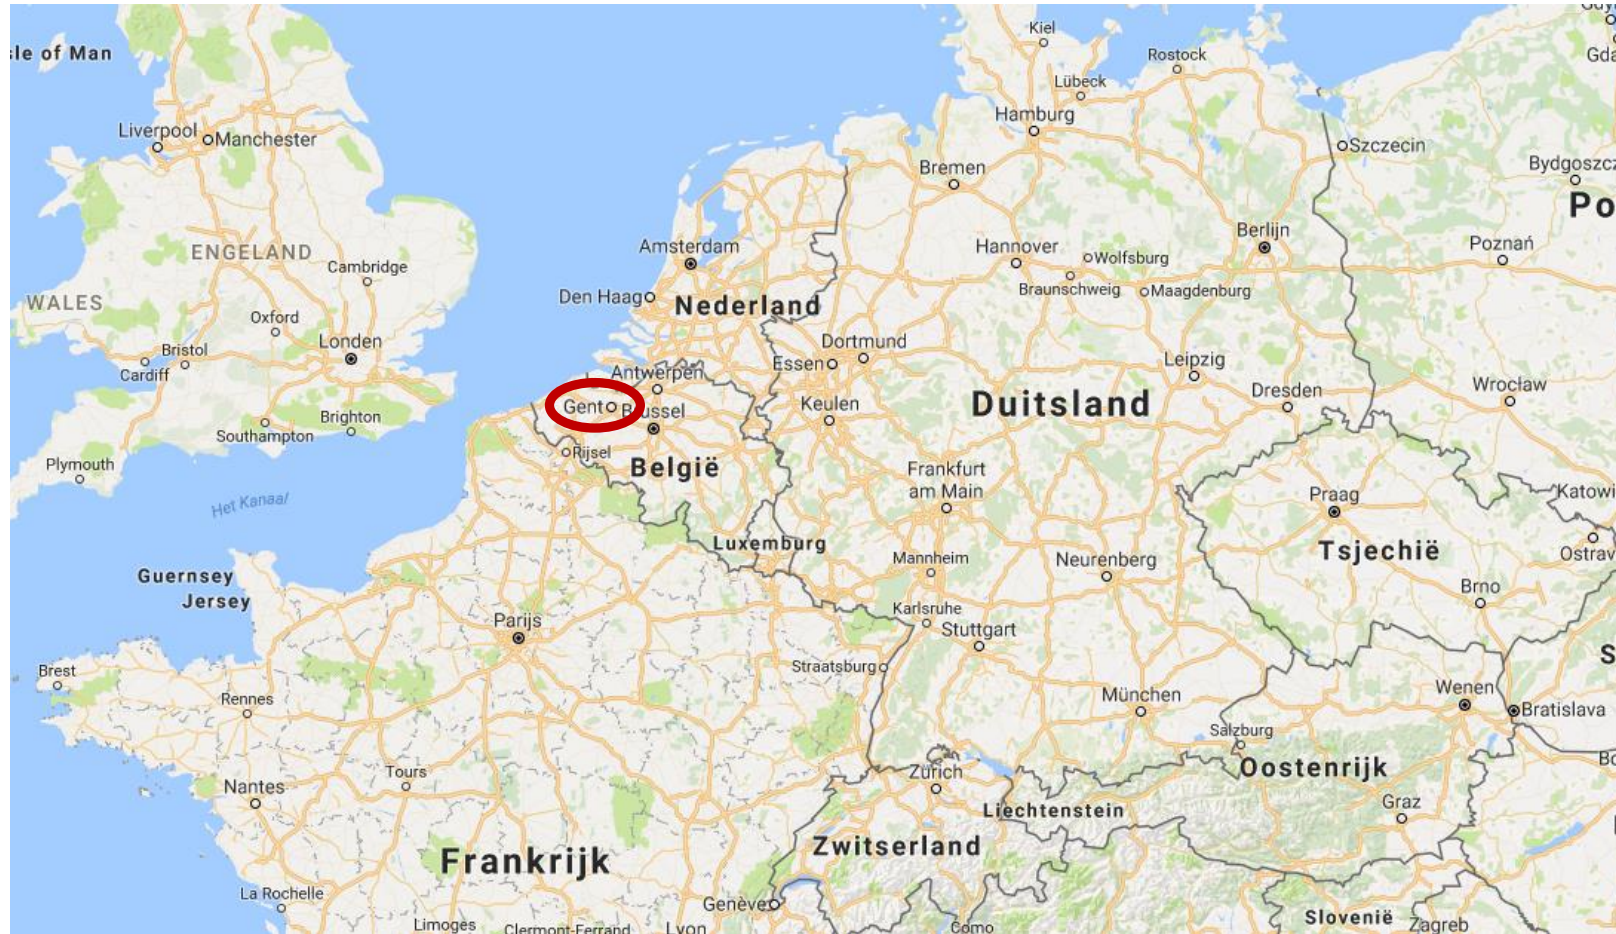 Kiel
Isle of Man
Rostock
Lübeck
Hamburg
Liverpool
Manchester
Szczecin
Bremen
Po
ENGELAND
Amsterdam
Hannover
Berlijn
Poznań
Wolfsburg
Cambridge
WALES
Den Haag
Nederland
Braunschweig
Maagdenburg
Oxford
Londen
Dortmund
Bristol
Essen
Leipzig
Cardiff
Antwerpen
Dresden
Wrocław
Gent
Brussel
Keulen
Duitsland
Brighton
Southampton
Rijsel
België
Plymouth
Frankfurt
am Main
Praag
Katowi
Het Kanaal
Luxemburg
Mannheim
Neurenberg
Tsjechië
Ostrav
Guernsey
Jersey
Brno
Parijs
Karlsruhe
Stuttgart
Straatsburg
S
Brest
Rennes
München
Wenen
Bratislava
Salzburg
Tours
Zürich
Oostenrijk
Nantes
Liechtenstein
Graz
Zwitserland
Frankrijk
La Rochelle
Genève
Limoges
Clermont-Ferrand
Lyon
Como
Slovenië
Zagreb